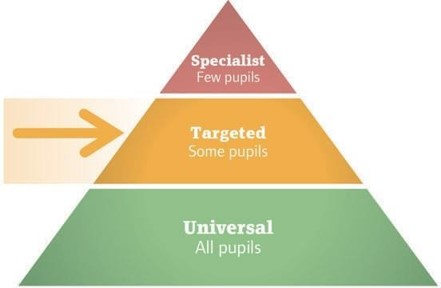 Specialist
Few pupils
Targeted
Some pupils
Universal
All pupils